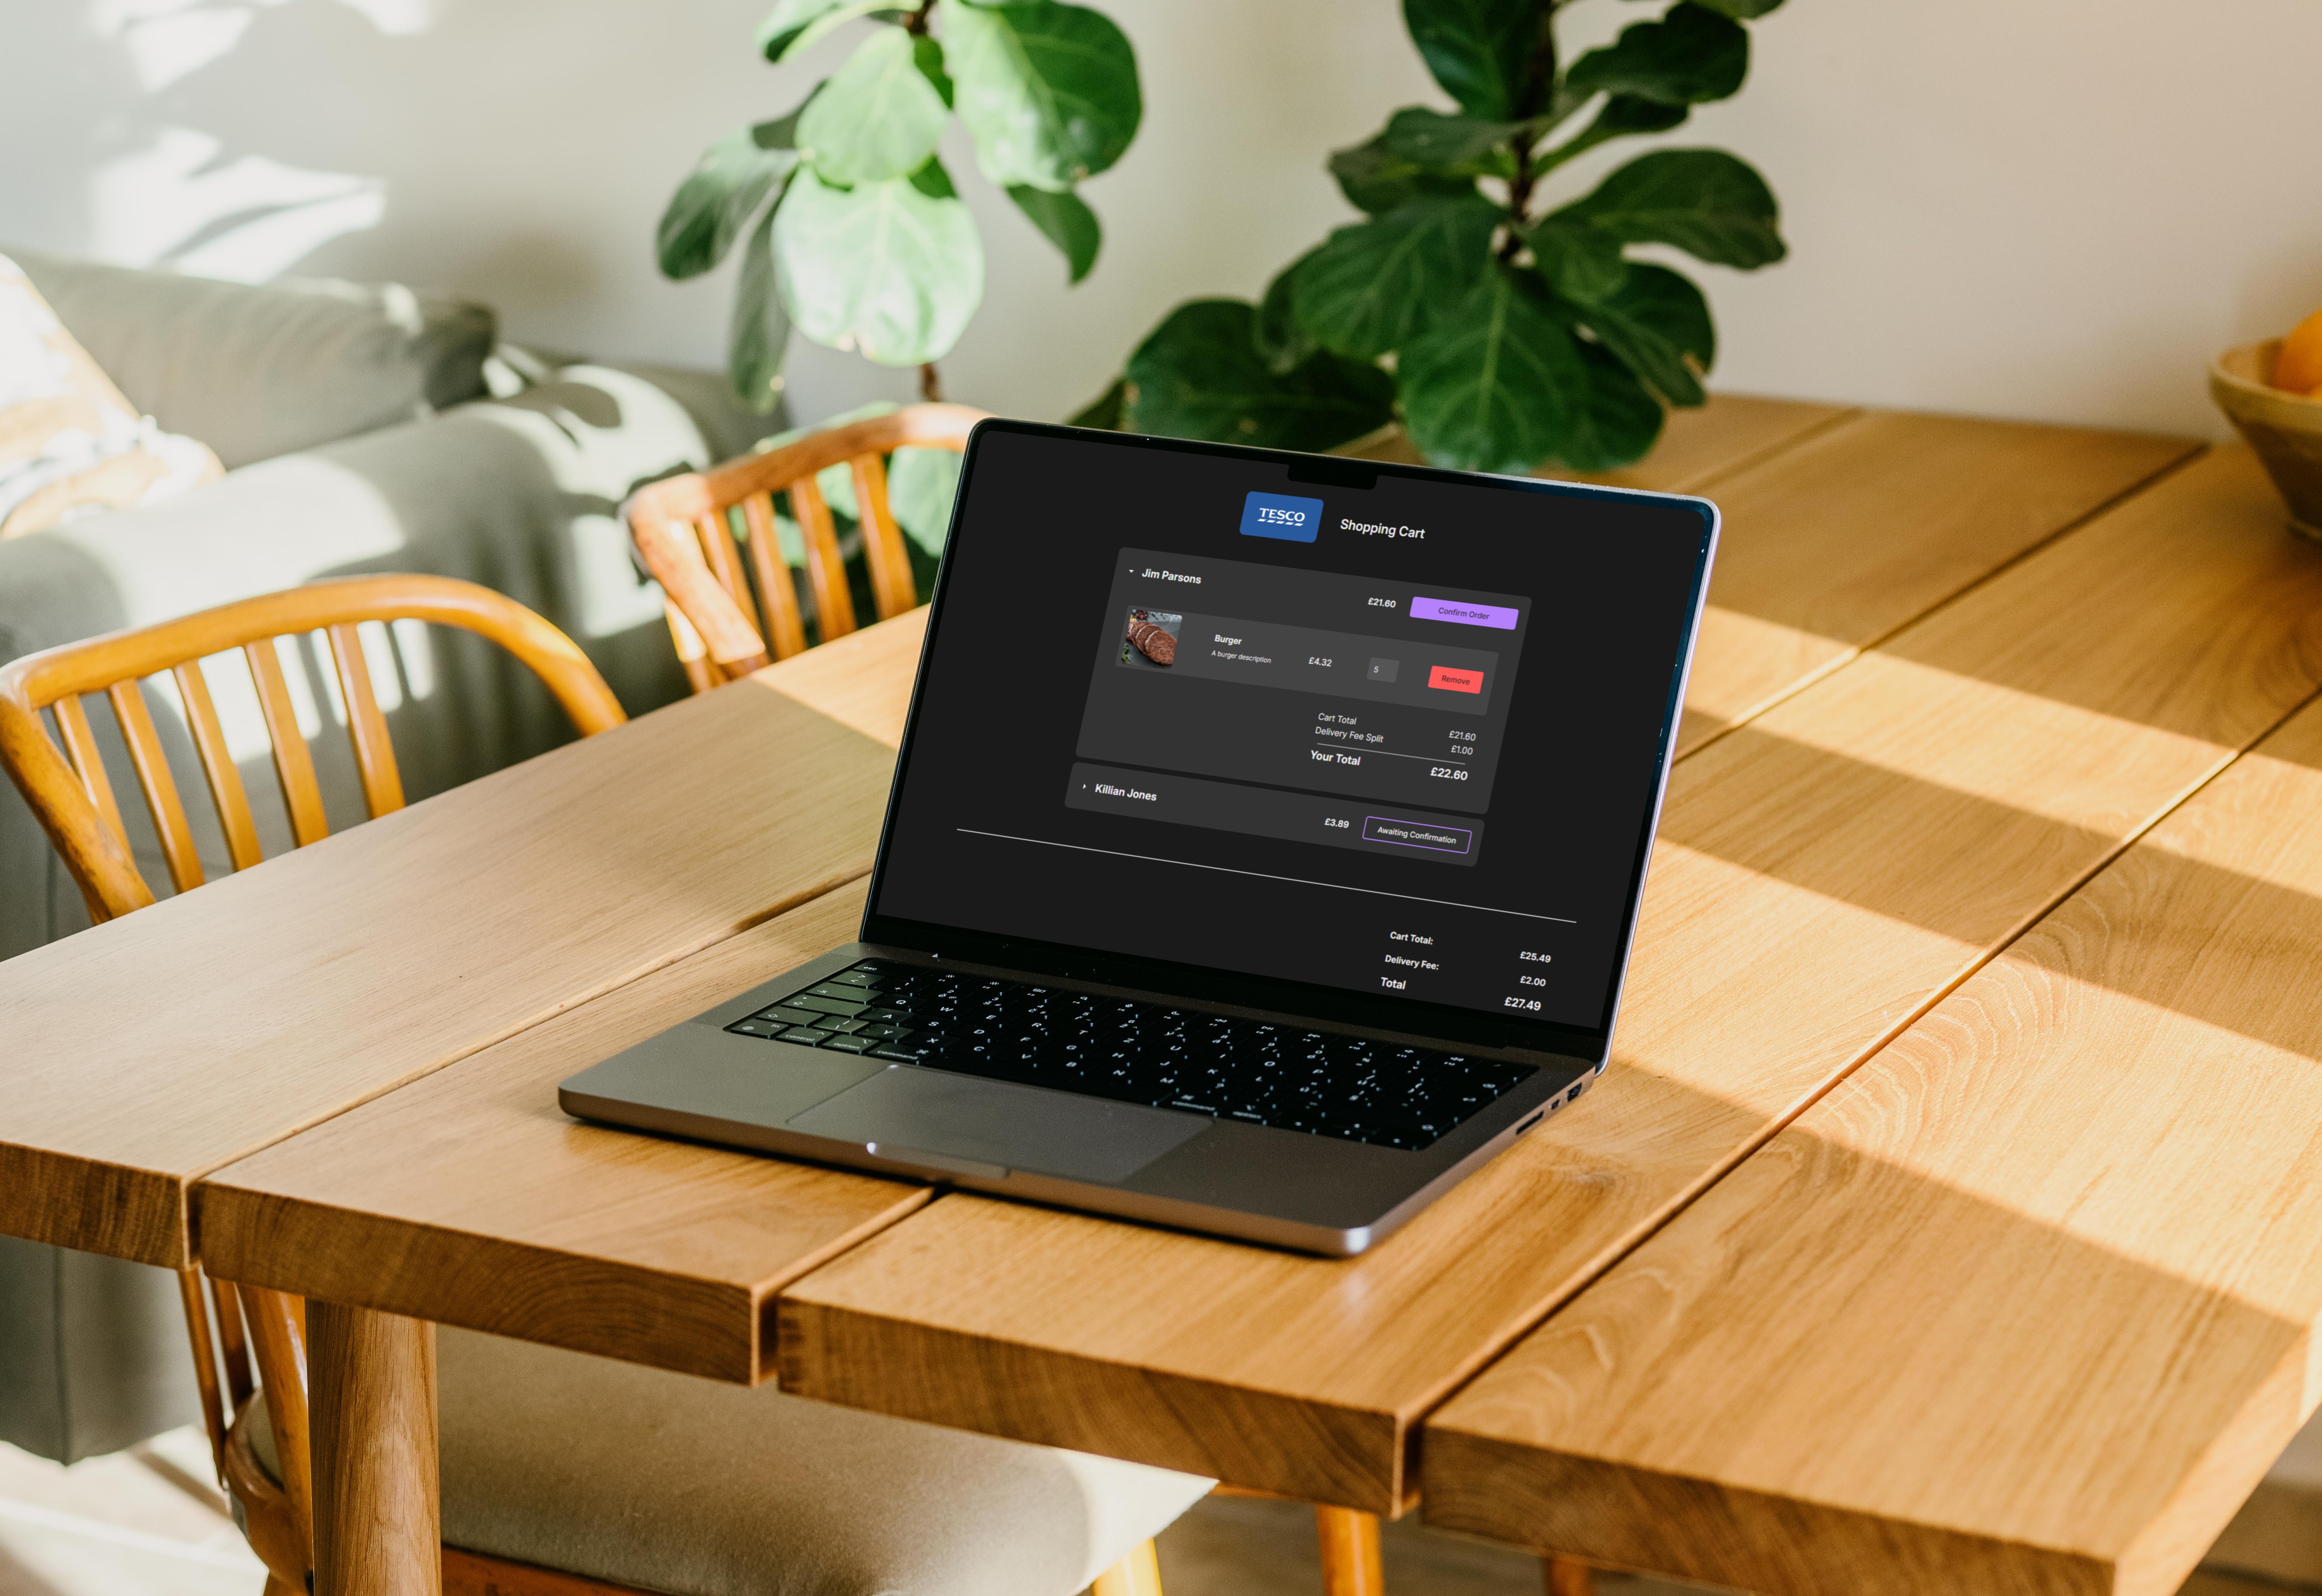 TESCO
Shopping Cart
Jim Parsons
£21.60
Confirm Order
Burger
A burger description
£4.32
5
Remove
Cart Total
£21.60
Delivery Fee Split
£1.00
Your Total
£22.60
Killian Jones
£3.89
Awaiting Confirmation
Cart Total:
£25.49
Delivery Fee:
£2.00
Total
£27.49